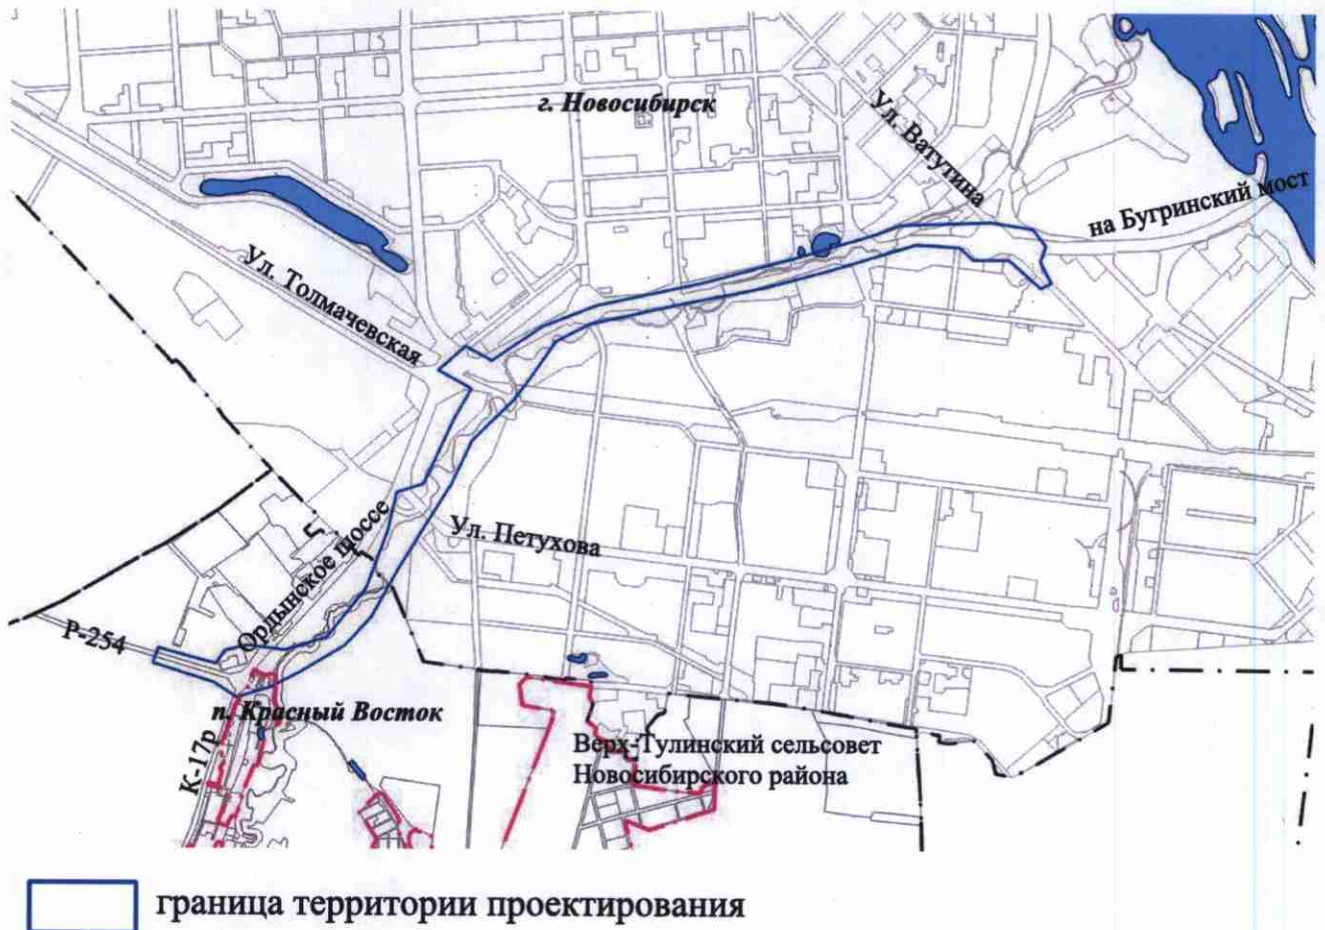 г. Новосибирск
Ул. Ватутина
на Бугринский мост
Ул. Толмачевская
Ордынское шоссе
Ул. Петухова
Р-254
п. Красный Восток
К-17р
Верх-Тулинский сельсовет
Новосибирского района
граница территории проектирования